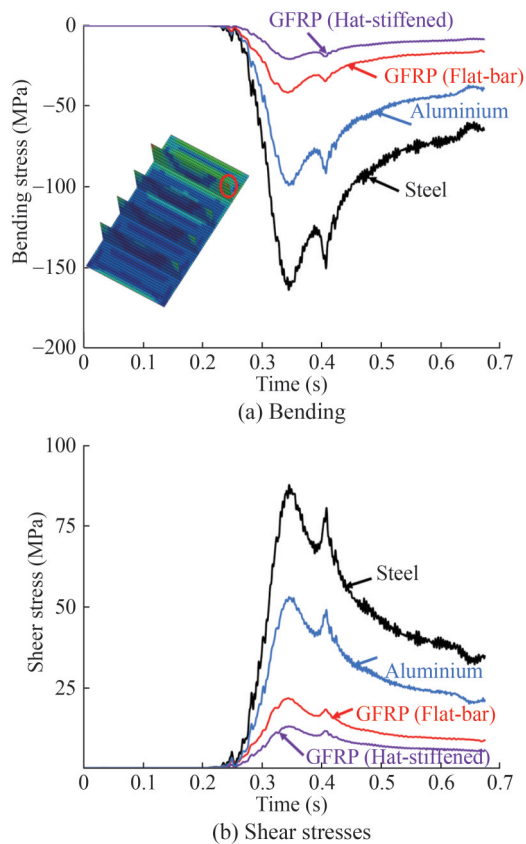 0
GFRP (Hat-stiffened)
GFRP (Flat-bar)
−50
Aluminium
Bending stress (MPa)
−100
Steel
−150
−200
0 0.1 0.2 0.3 0.4 0.5 0.6 0.7
Time (s)
(a) Bending
100
75
Steel
Sheer stress (MPa)
50
Aluminium
25
GFRP (Flat-bar)
GFRP (Hat-stiffened)
0 0.1 0.2 0.3 0.4 0.5 0.6 0.7
Time (s)
(b) Shear stresses